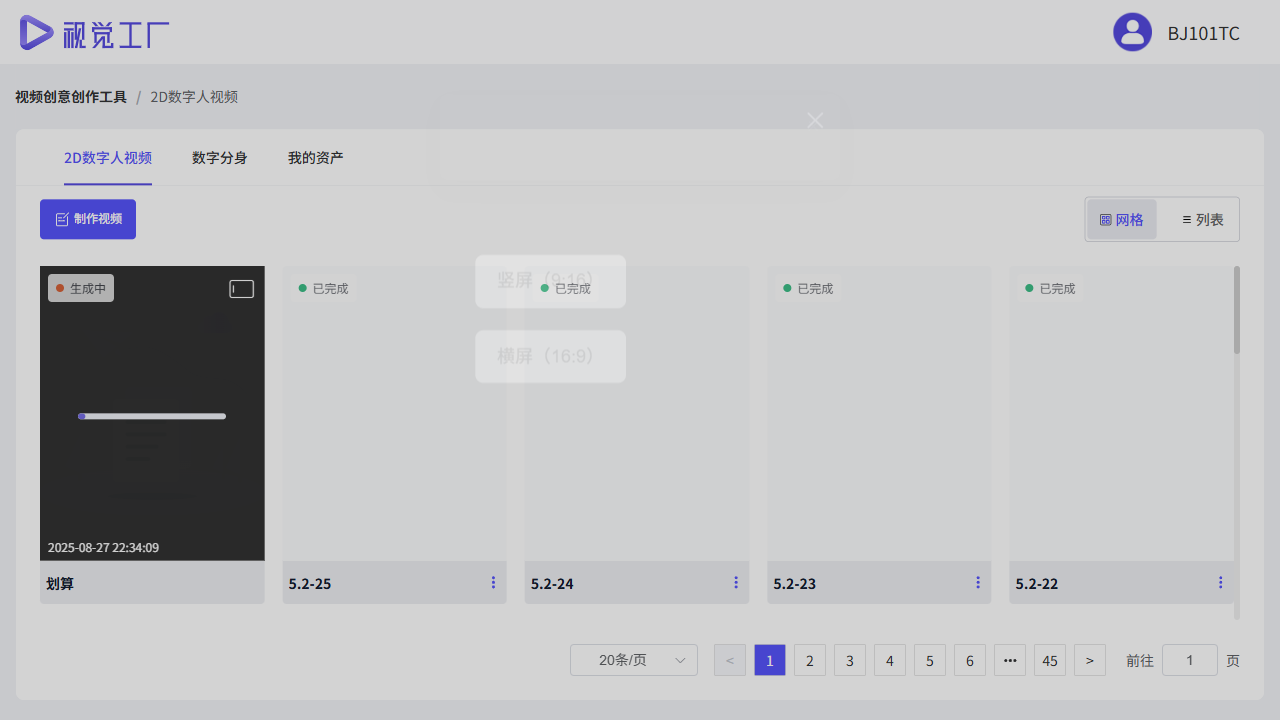 视觉工厂
BJ101TC
视频创意创作工具 / 2D数字人视频
2D数字人视频 数字分身 我的资产
制作视频
网格 列表
生成中
已完成
已完成
已完成
已完成
竖屏（9:16）
横屏（16:9）
2025-08-27 22:34:09
划算
5.2-25
5.2-24
5.2-23
5.2-22
20条/页 < 1 2 3 4 5 6 ••• 45 > 前往 1 页